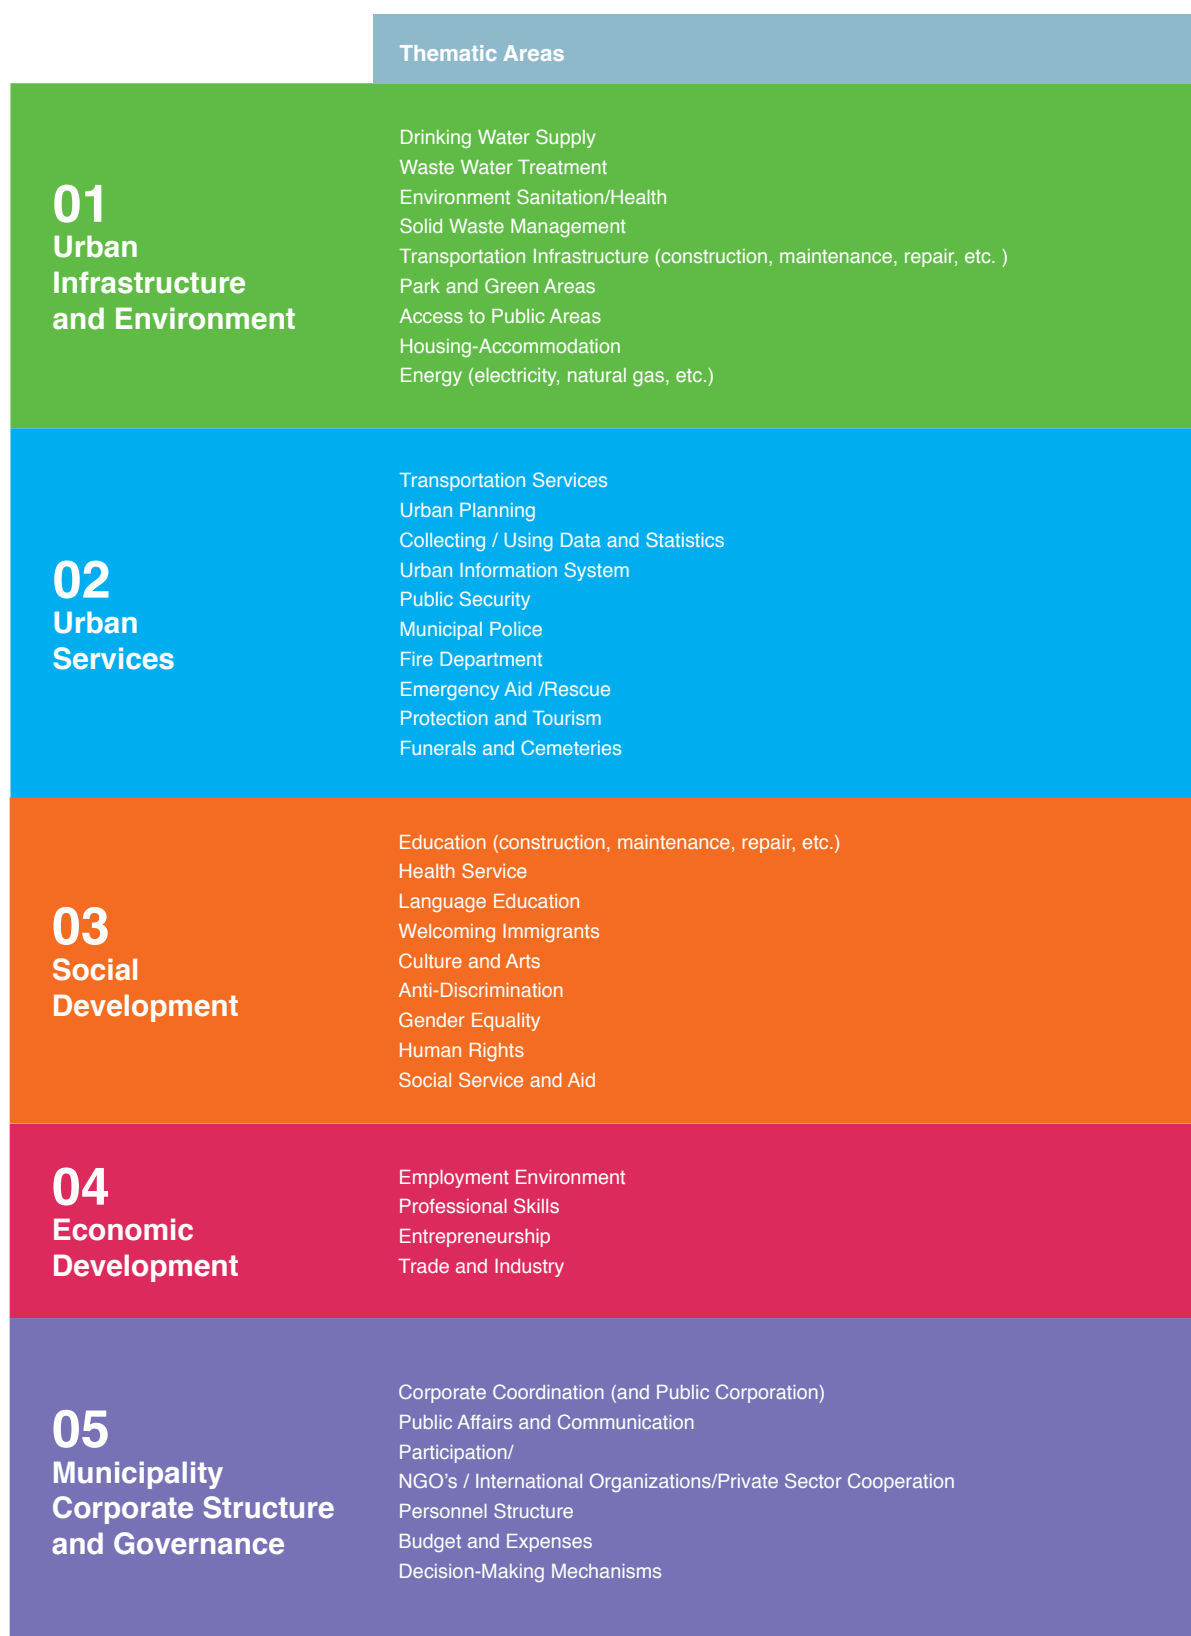 Thematic Areas
01
Urban
Infrastructure
and Environment
Drinking Water Supply
Waste Water Treatment
Environment Sanitation/Health
Solid Waste Management
Transportation Infrastructure (construction, maintenance, repair, etc. )
Park and Green Areas
Access to Public Areas
Housing-Accommodation
Energy (electricity, natural gas, etc.)
02
Urban
Services
Transportation Services
Urban Planning
Collecting / Using Data and Statistics
Urban Information System
Public Security
Municipal Police
Fire Department
Emergency Aid /Rescue
Protection and Tourism
Funerals and Cemeteries
03
Social
Development
Education (construction, maintenance, repair, etc.)
Health Service
Language Education
Welcoming Immigrants
Culture and Arts
Anti-Discrimination
Gender Equality
Human Rights
Social Service and Aid
04
Economic
Development
Employment Environment
Professional Skills
Entrepreneurship
Trade and Industry
05
Municipality
Corporate Structure
and Governance
Corporate Coordination (and Public Corporation)
Public Affairs and Communication
Participation/
NGO’s / International Organizations/Private Sector Cooperation
Personnel Structure
Budget and Expenses
Decision-Making Mechanisms